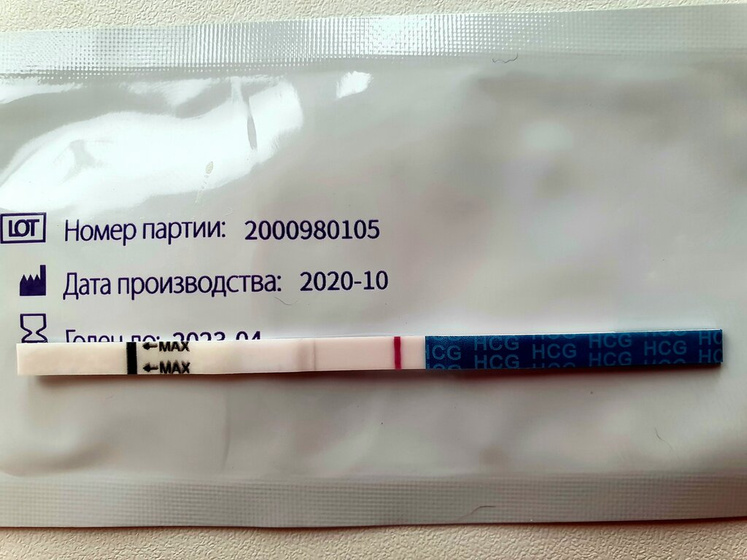 LOT Номер партии: 2000980105
Дата производства: 2020-10
Годен до: 2023-04
←MAX
←MAX
HCG HCG HCG HCG HCG
HCG HCG HCG HCG HCG